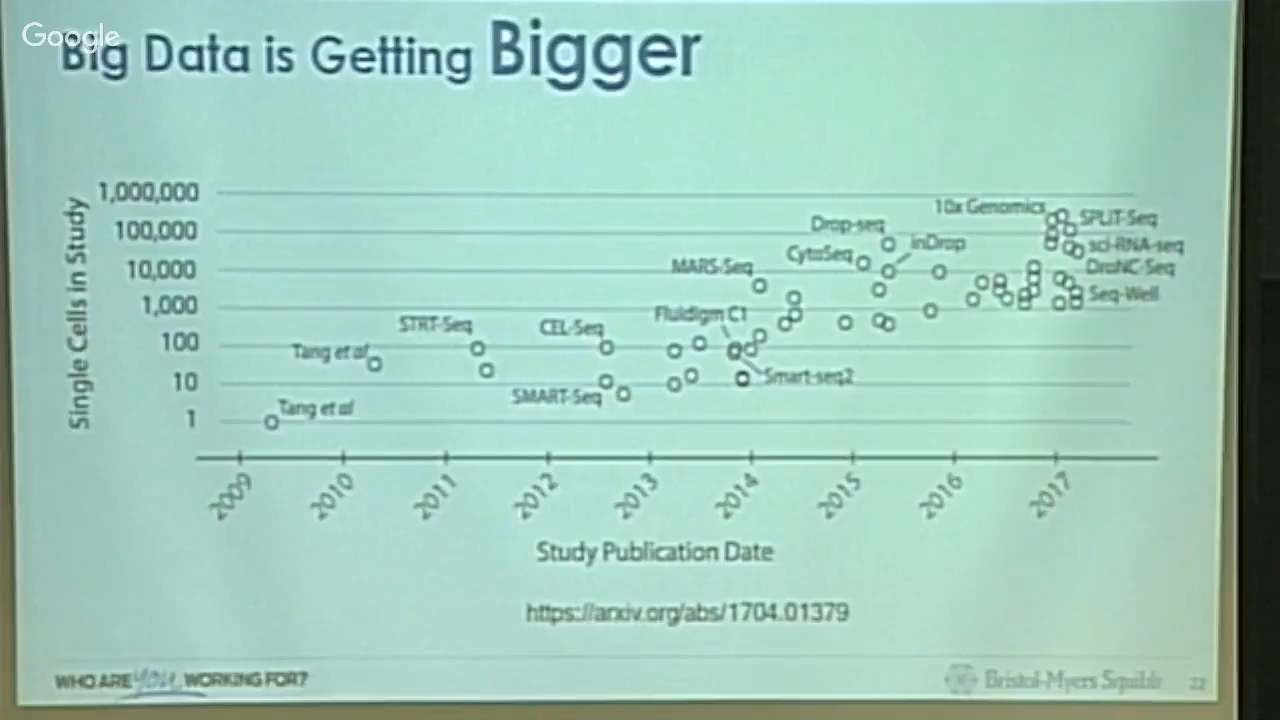 Google
Big Data is Getting Bigger
Single Cells in Study
1,000,000
100,000
10,000
1,000
100
10
1
Tang et al
Tang et al
STRT-Seq
CEL-Seq
SMART-Seq
Fluidigm C1
Smart-seq2
MARS-Seq
CytoSeq
Drop-seq
inDrop
10x Genomics
SPLiT-Seq
sci-RNA-seq
DroNC-Seq
Seq-Well
2009
2010
2011
2012
2013
2014
2015
2016
2017
Study Publication Date
https://arxiv.org/abs/1704.01379
WHO ARE YOU WORKING FOR?
Bristol-Myers Squibb
22